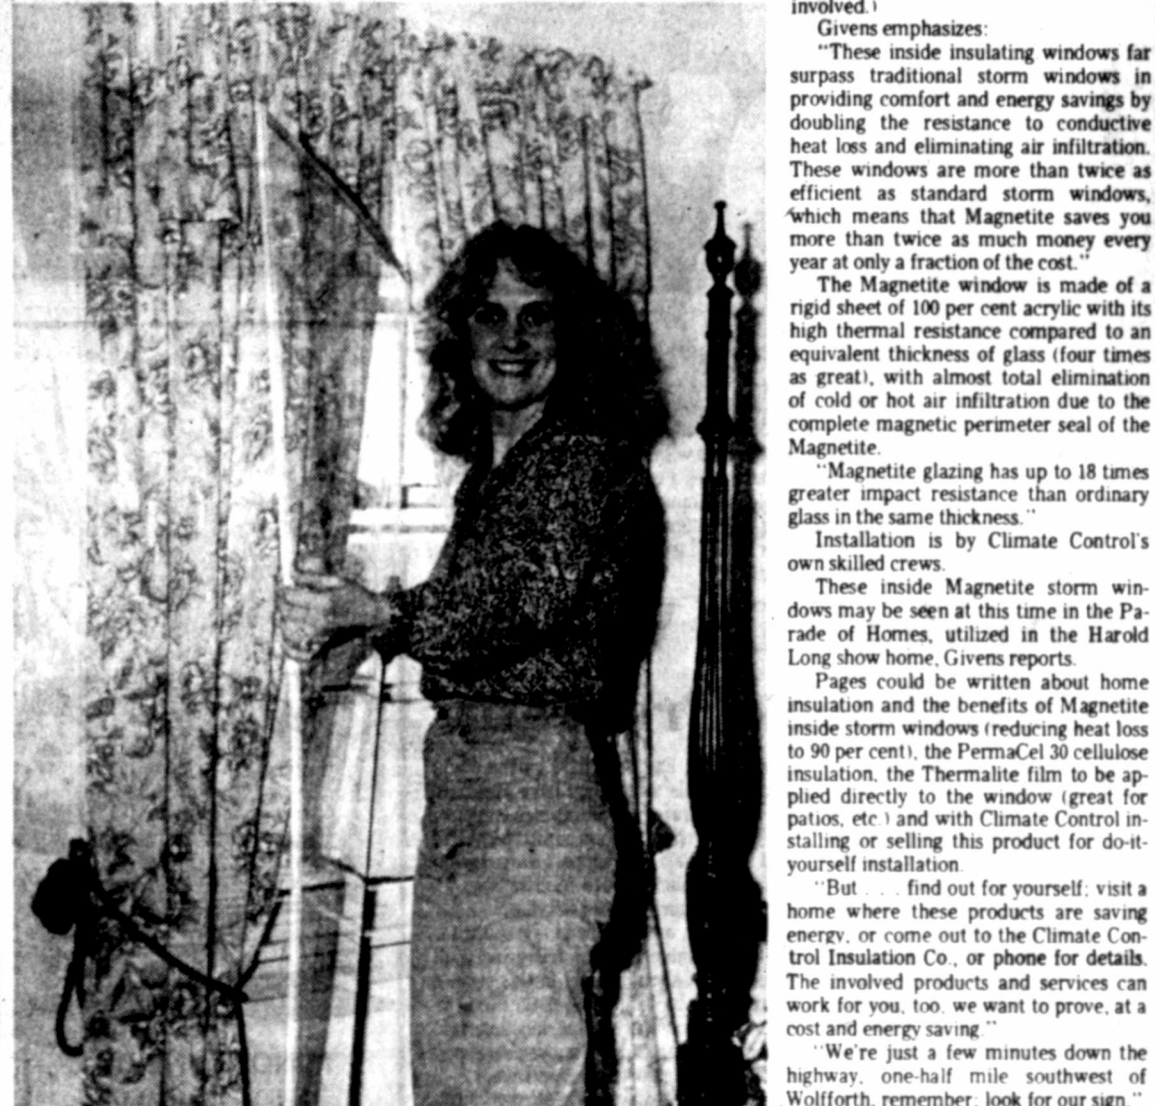 involved.)
Givens emphasizes:
"These inside insulating windows far
surpass traditional storm windows in
providing comfort and energy savings by
doubling the resistance to conductive
heat loss and eliminating air infiltration.
These windows are more than twice as
efficient as standard storm windows,
which means that Magnetite saves you
more than twice as much money every
year at only a fraction of the cost."
The Magnetite window is made of a
rigid sheet of 100 per cent acrylic with its
high thermal resistance compared to an
equivalent thickness of glass (four times
as great), with almost total elimination
of cold or hot air infiltration due to the
complete magnetic perimeter seal of the
Magnetite.
"Magnetite glazing has up to 18 times
greater impact resistance than ordinary
glass in the same thickness."
Installation is by Climate Control's
own skilled crews.
These inside Magnetite storm win-
dows may be seen at this time in the Pa-
rade of Homes, utilized in the Harold
Long show home, Givens reports.
Pages could be written about home
insulation and the benefits of Magnetite
inside storm windows (reducing heat loss
to 90 per cent), the PermaCel 30 cellulose
insulation, the Thermalite film to be ap-
plied directly to the window (great for
patios, etc.) and with Climate Control in-
stalling or selling this product for do-it-
yourself installation.
"But . . . find out for yourself; visit a
home where these products are saving
energy, or come out to the Climate Con-
trol Insulation Co., or phone for details.
The involved products and services can
work for you, too, we want to prove, at a
cost and energy saving."
"We're just a few minutes down the
highway, one-half mile southwest of
Wolfforth, remember; look for our sign."